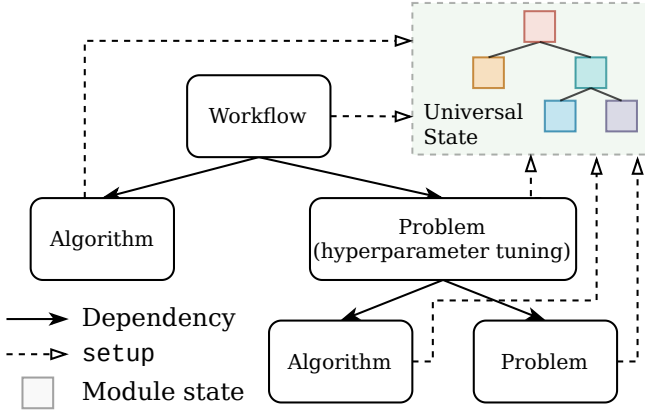 Universal
State
Workflow
Algorithm
Problem
(hyperparameter tuning)
Algorithm
Problem
Dependency
setup
Module state